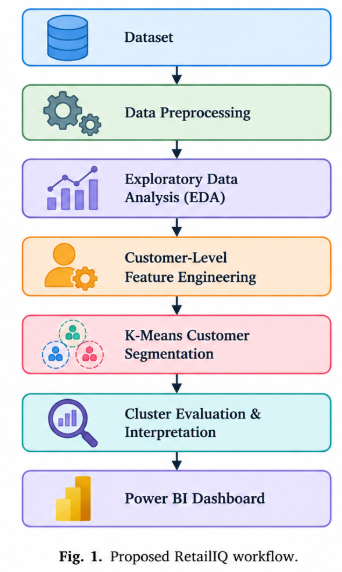 Dataset
Data Preprocessing
Exploratory Data
Analysis (EDA)
Customer-Level
Feature Engineering
K-Means Customer
Segmentation
Cluster Evaluation &
Interpretation
Power BI Dashboard
Fig. 1. Proposed RetailIQ workflow.